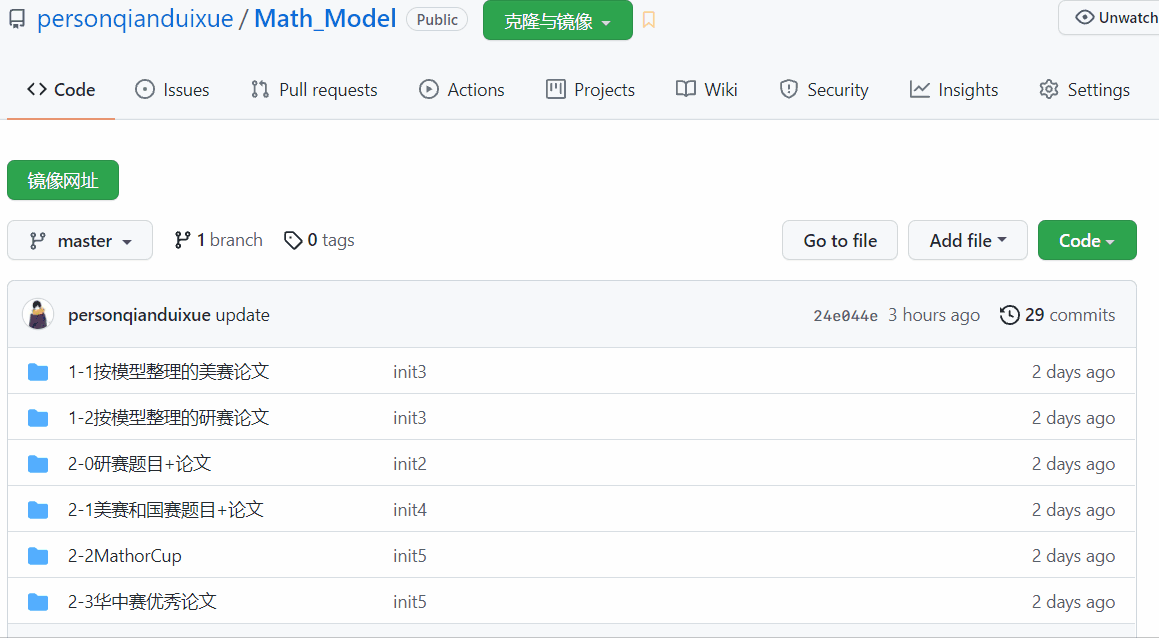 personqianduixue / Math_Model Public 克隆与镜像 Unwatch
Code Issues Pull requests Actions Projects Wiki Security Insights Settings
镜像网址
master 1 branch 0 tags Go to file Add file Code
personqianduixue update 24e044e 3 hours ago 29 commits
1-1按模型整理的美赛论文 init3 2 days ago
1-2按模型整理的研赛论文 init3 2 days ago
2-0研赛题目+论文 init2 2 days ago
2-1美赛和国赛题目+论文 init4 2 days ago
2-2MathorCup init5 2 days ago
2-3华中赛优秀论文 init5 2 days ago